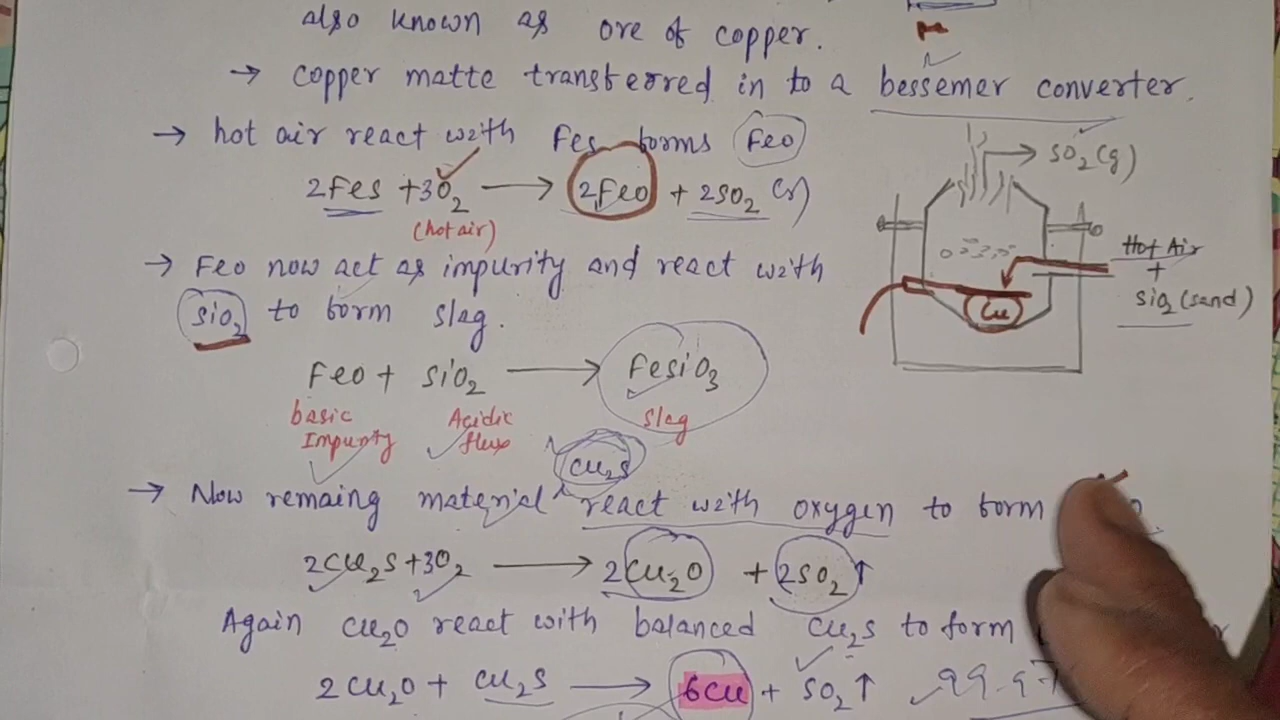 also known as ore of copper.
→ copper matte transferred in to a bessemer converter.
→ hot air react with Fes forms Feo
2Fes + 3O₂ → 2Feo + 2SO₂
(hot air)
SO₂(g)
Hot Air
+
SiO₂ (sand)
Cu
→ Feo now act as impurity and react with
SiO₂ to form slag.
Feo + SiO₂ → FeSiO₃
basic Acidic slag
Impurity flux
Cu₂s
→ Now remaing material react with oxygen to form
2Cu₂S + 3O₂ → 2Cu₂O + 2SO₂↑
Again Cu₂O react with balanced Cu₂s to form
2Cu₂O + Cu₂S → 6Cu + SO₂↑